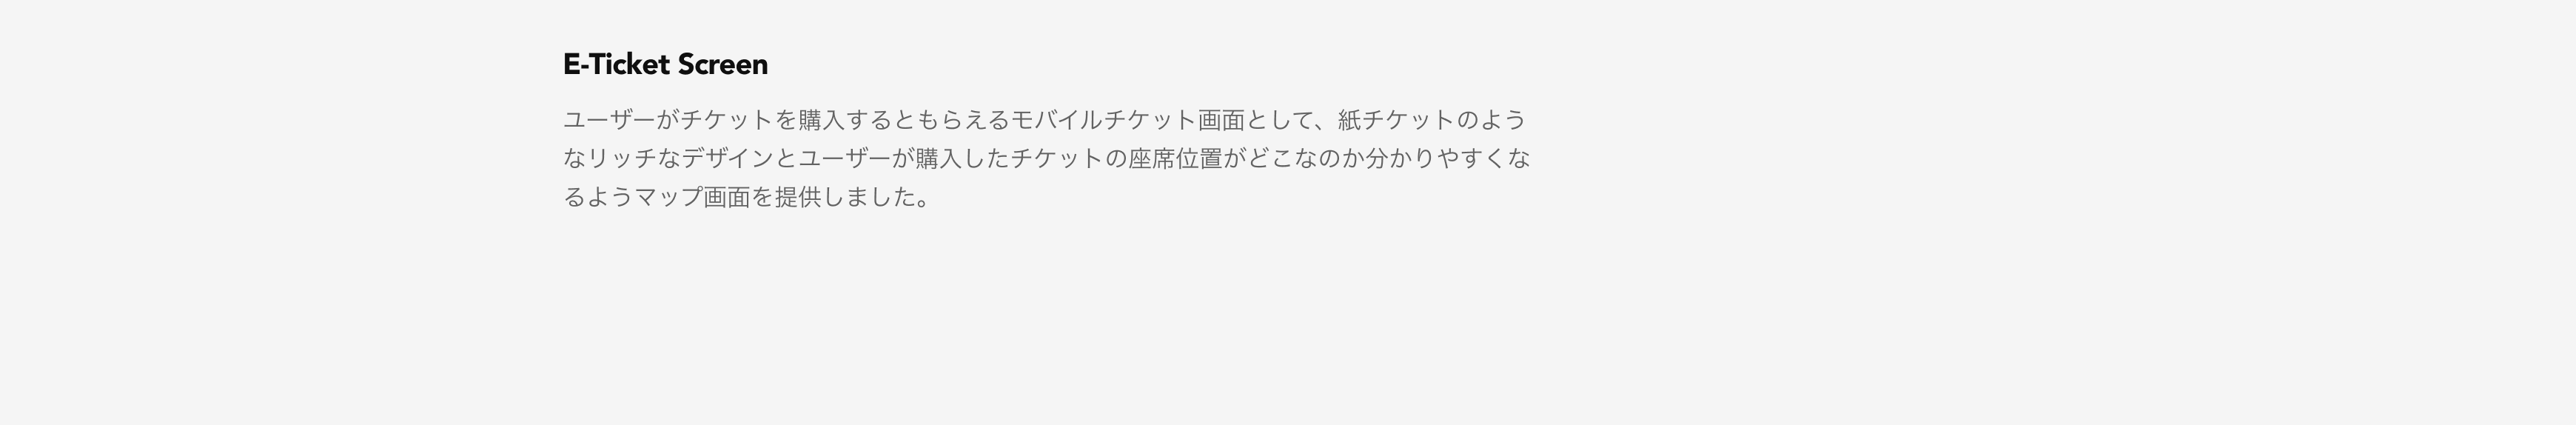 E-Ticket Screen
ユーザーがチケットを購入するともらえるモバイルチケット画面として、紙チケットのよう
なリッチなデザインとユーザーが購入したチケットの座席位置がどこなのか分かりやすくな
るようマップ画面を提供しました。